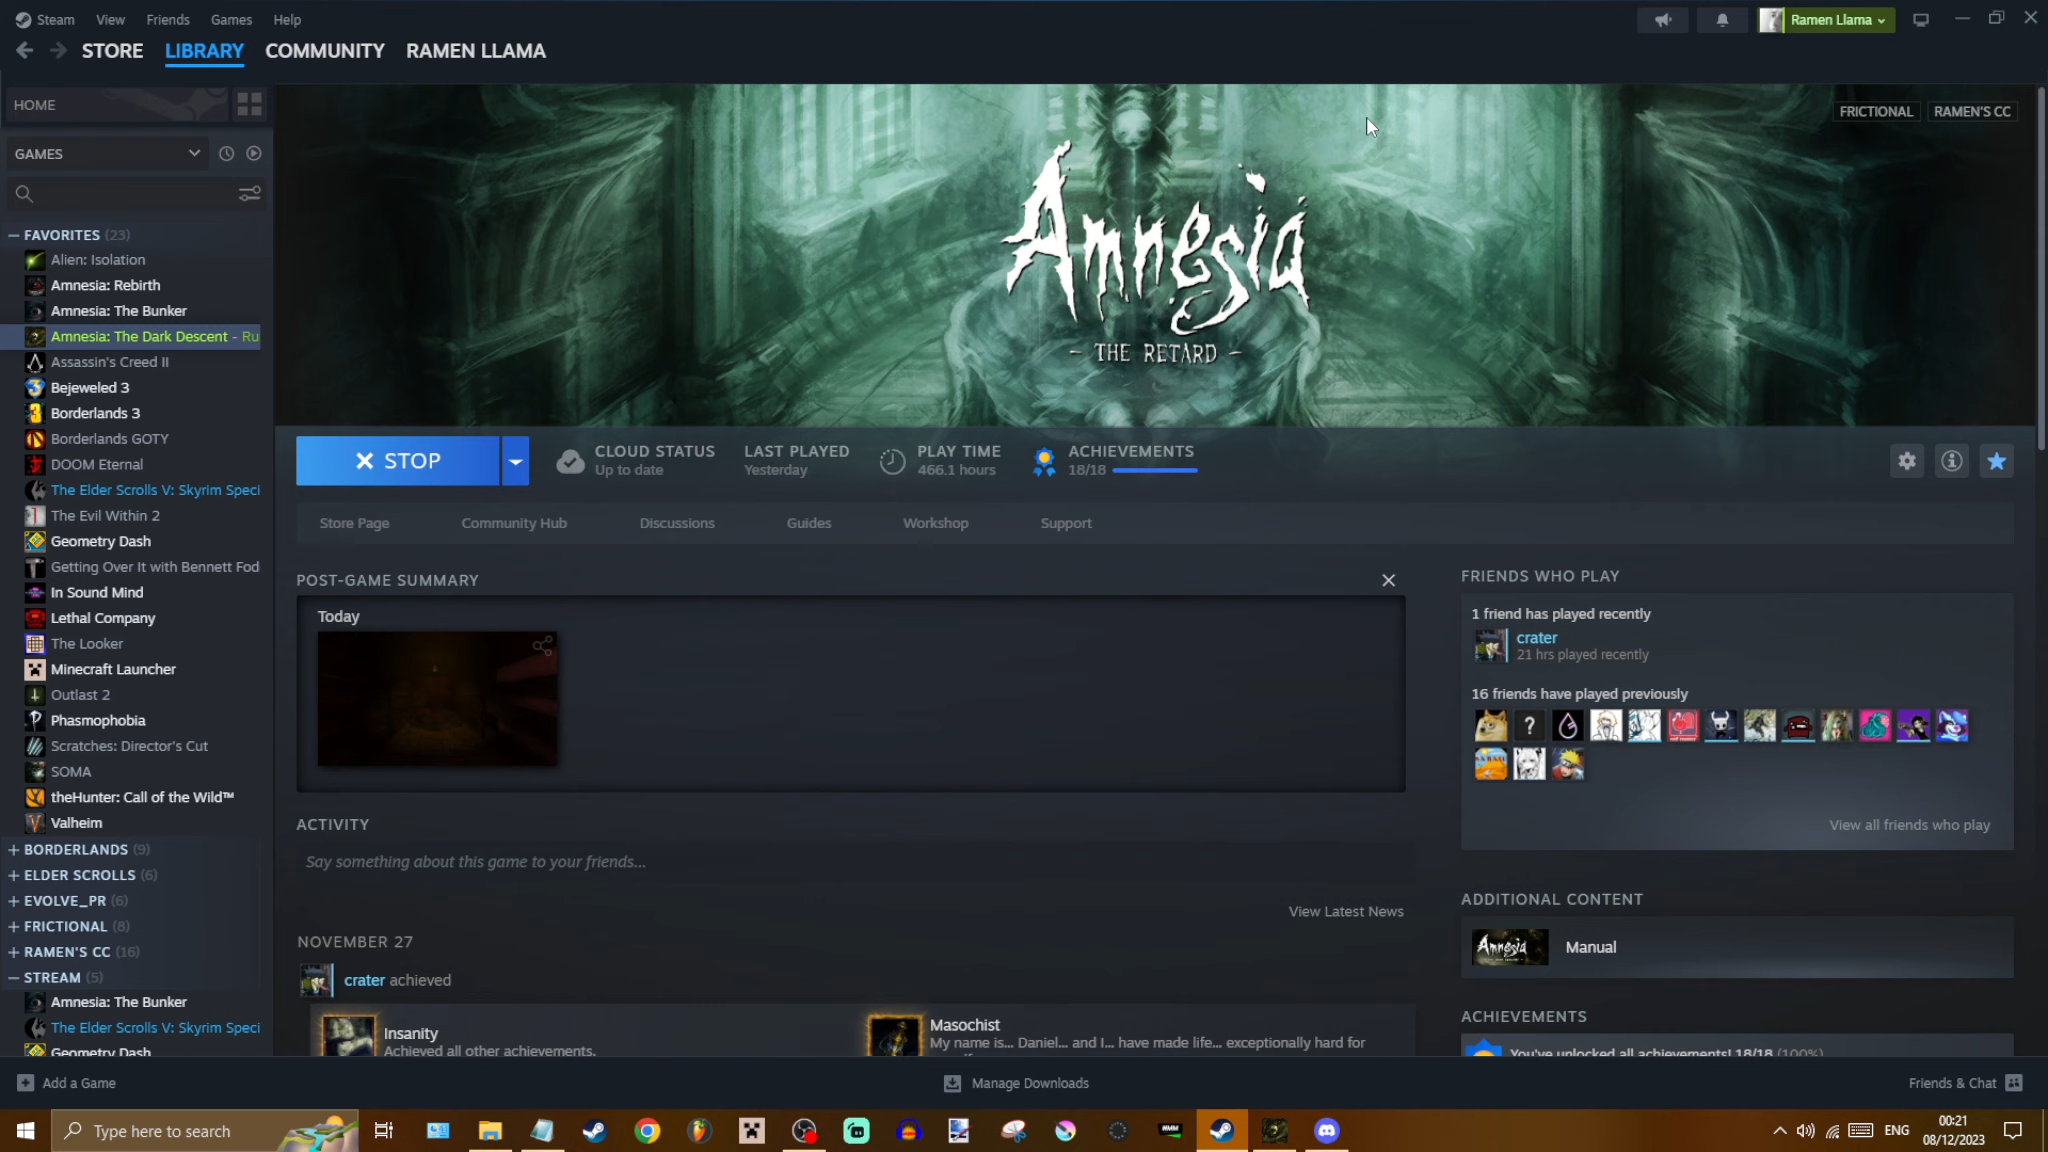 Steam View Friends Games Help
Ramen Llama
STORE LIBRARY COMMUNITY RAMEN LLAMA
HOME
GAMES
FAVORITES (23)
Alien: Isolation
Amnesia: Rebirth
Amnesia: The Bunker
Amnesia: The Dark Descent - Ru
Assassin's Creed II
Bejeweled 3
Borderlands 3
Borderlands GOTY
DOOM Eternal
The Elder Scrolls V: Skyrim Speci
The Evil Within 2
Geometry Dash
Getting Over It with Bennett Fod
In Sound Mind
Lethal Company
The Looker
Minecraft Launcher
Outlast 2
Phasmophobia
Scratches: Director's Cut
SOMA
theHunter: Call of the Wild™
Valheim
BORDERLANDS (9)
ELDER SCROLLS (6)
EVOLVE_PR (6)
FRICTIONAL (8)
RAMEN'S CC (16)
STREAM (5)
Amnesia: The Bunker
The Elder Scrolls V: Skyrim Speci
Geometry Dash
FRICTIONAL RAMEN'S CC
Amnesia
- THE RETARD -
STOP
CLOUD STATUS
Up to date
LAST PLAYED
Yesterday
PLAY TIME
466.1 hours
ACHIEVEMENTS
18/18
Store Page Community Hub Discussions Guides Workshop Support
POST-GAME SUMMARY
Today
ACTIVITY
Say something about this game to your friends...
View Latest News
NOVEMBER 27
crater achieved
Insanity
Achieved all other achievements.
Masochist
My name is... Daniel... and I... have made life... exceptionally hard for
FRIENDS WHO PLAY
1 friend has played recently
crater
21 hrs played recently
16 friends have played previously
View all friends who play
ADDITIONAL CONTENT
Amnesia
Manual
ACHIEVEMENTS
You've unlocked all achievements! 18/18 (100%)
Add a Game
Manage Downloads
Friends & Chat
Type here to search
ENG
00:21
08/12/2023